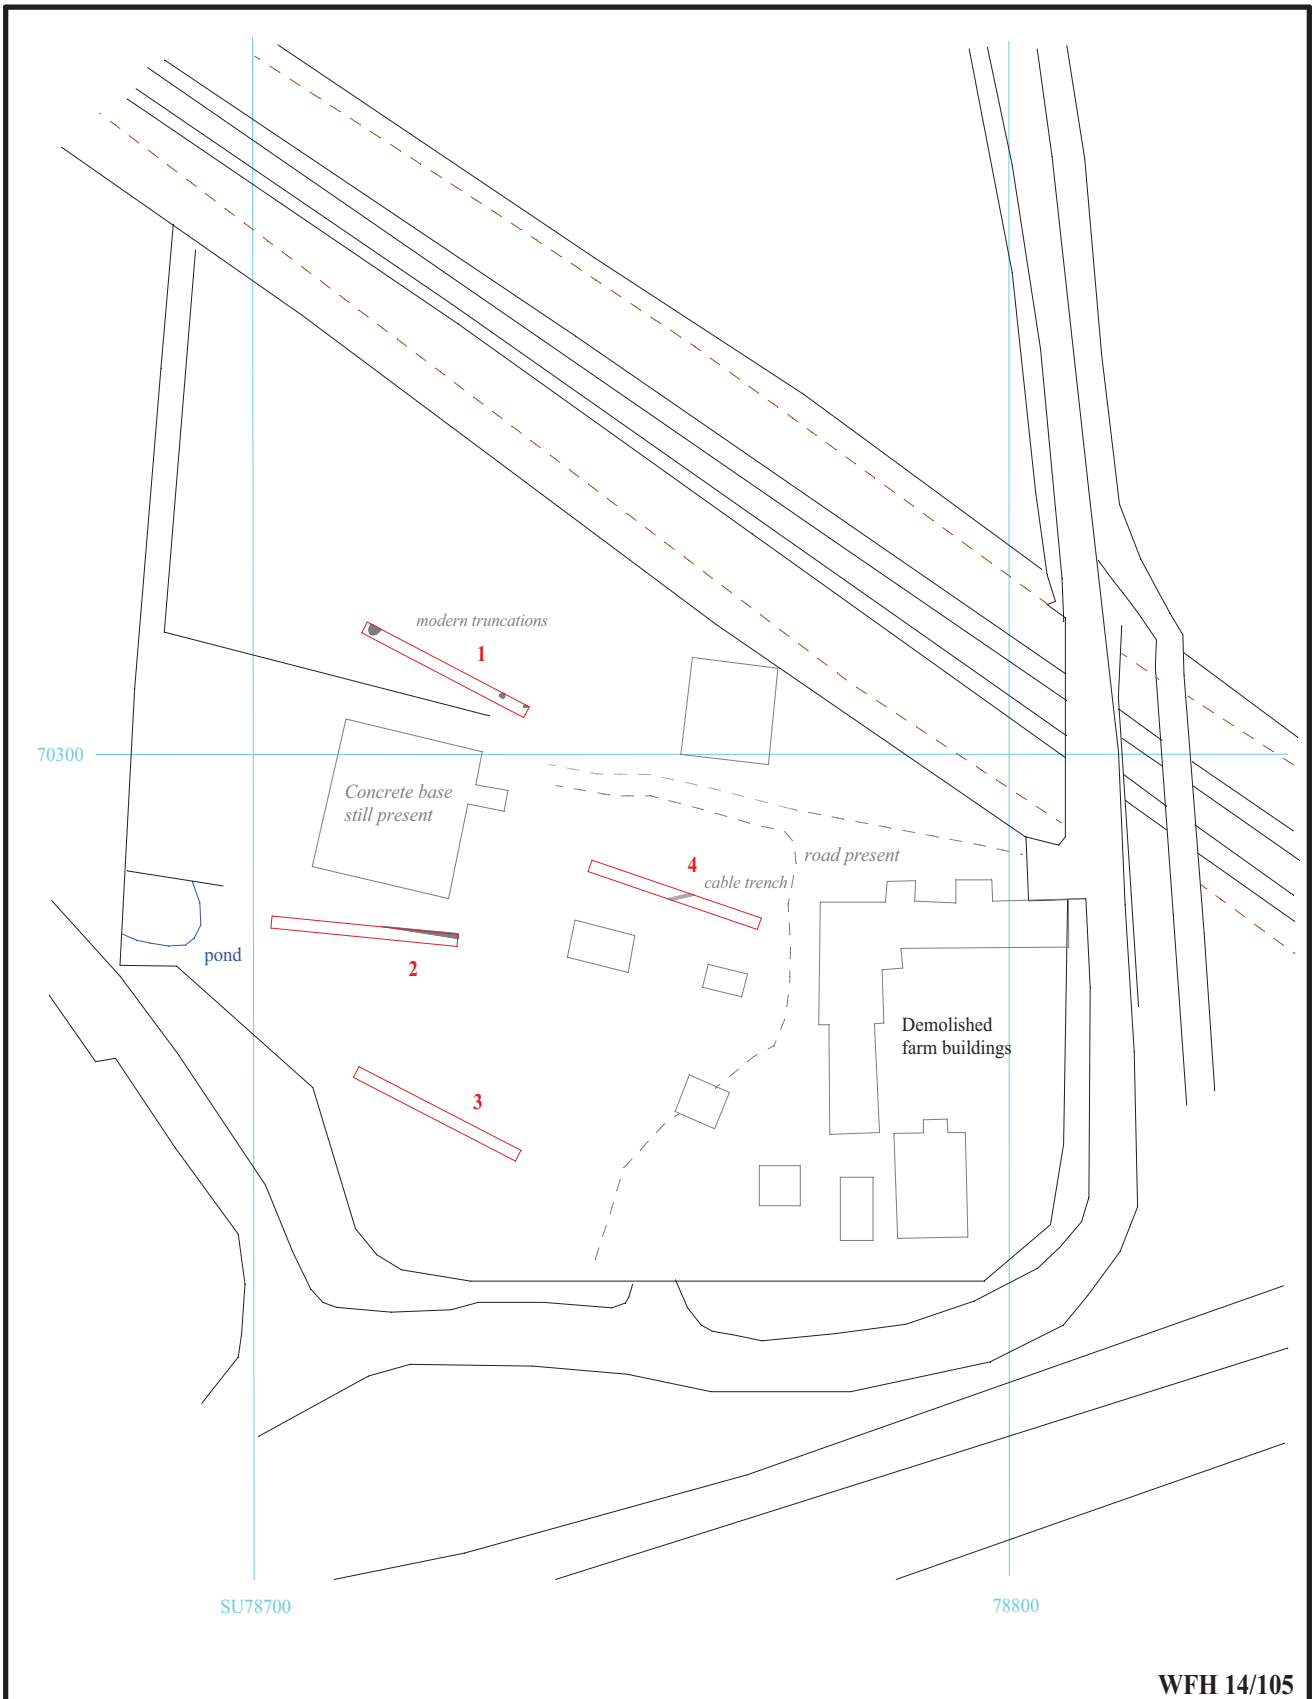 modern truncations
1
70300
Concrete base
still present
4
road present
cable trench
pond
2
Demolished
farm buildings
3
SU78700
78800
WFH 14/105